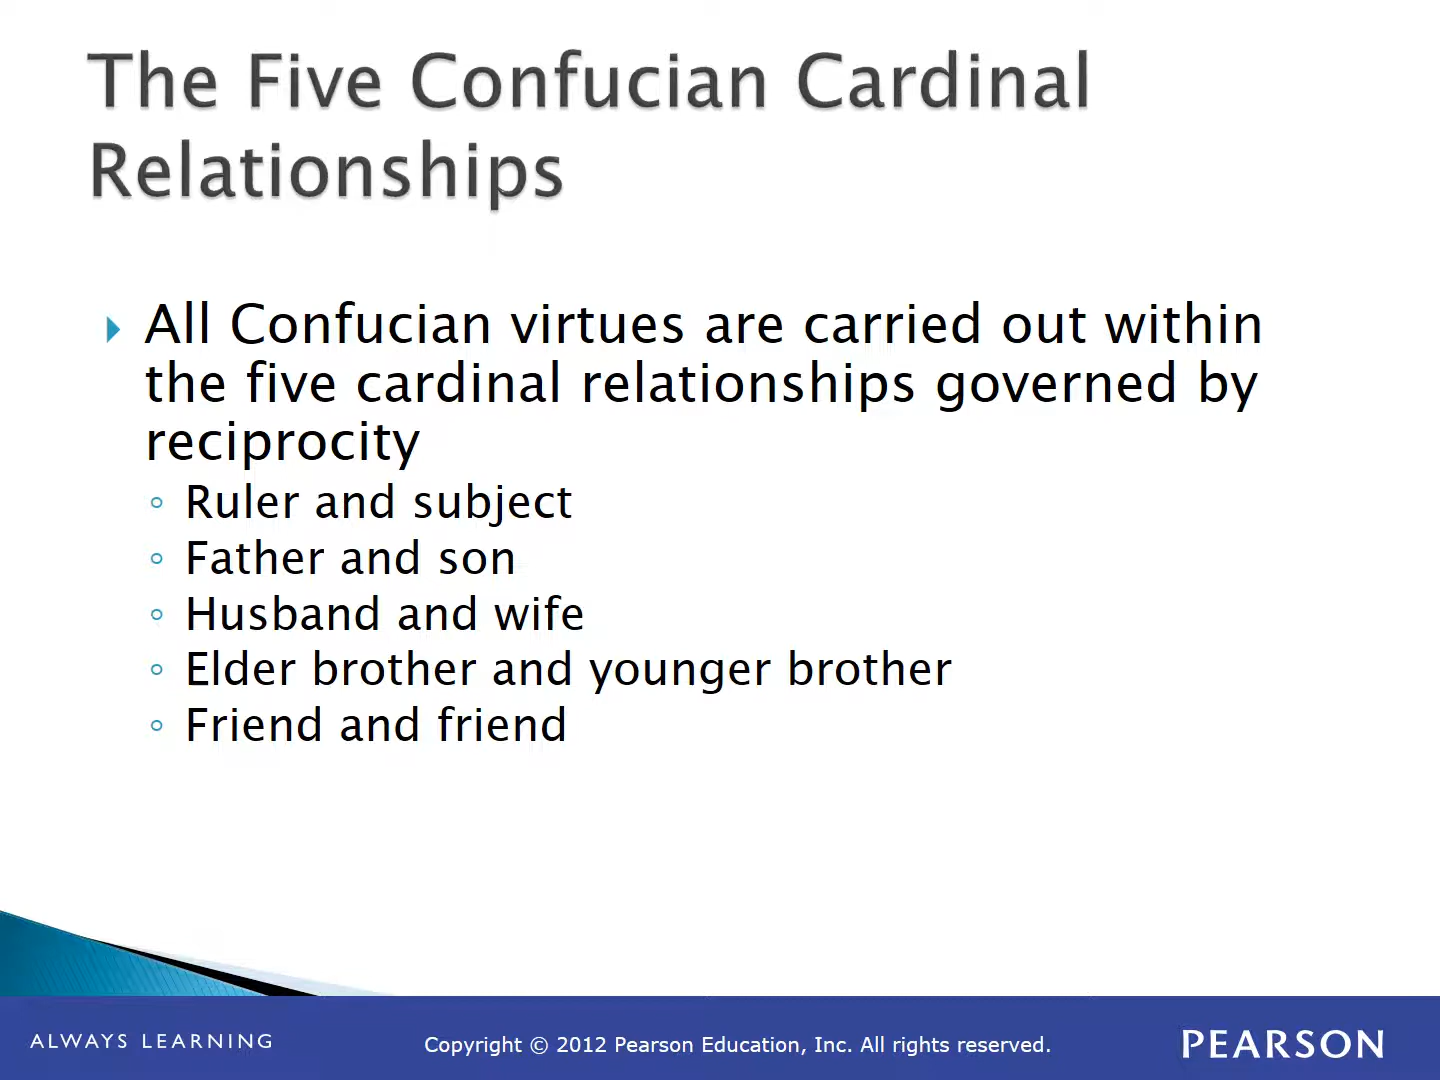 The Five Confucian Cardinal
Relationships
All Confucian virtues are carried out within
the five cardinal relationships governed by
reciprocity
Ruler and subject
Father and son
Husband and wife
Elder brother and younger brother
Friend and friend
ALWAYS LEARNING
Copyright © 2012 Pearson Education, Inc. All rights reserved.
PEARSON